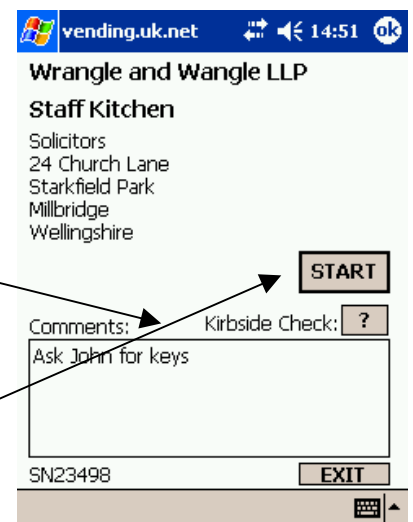 vending.uk.net 14:51 ok
Wrangle and Wangle LLP
Staff Kitchen
Solicitors
24 Church Lane
Starkfield Park
Millbridge
Wellingshire
START
Comments: Kirbside Check: ?
Ask John for keys
SN23498 EXIT